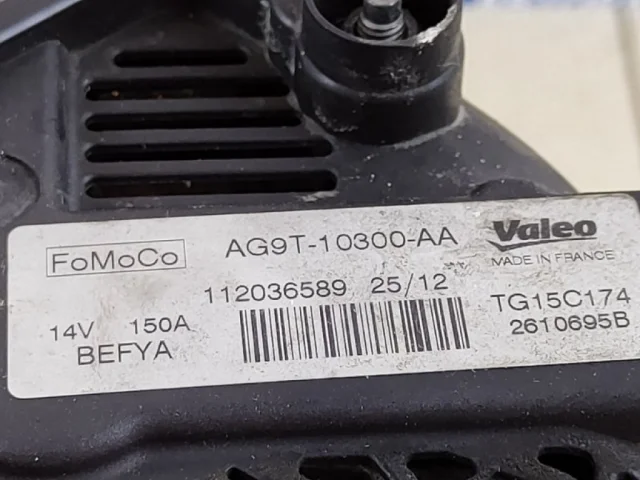 FoMoCo AG9T-10300-AA Valeo
MADE IN FRANCE
112036589 25/12
14V 150A TG15C174
BEFYA 2610695B